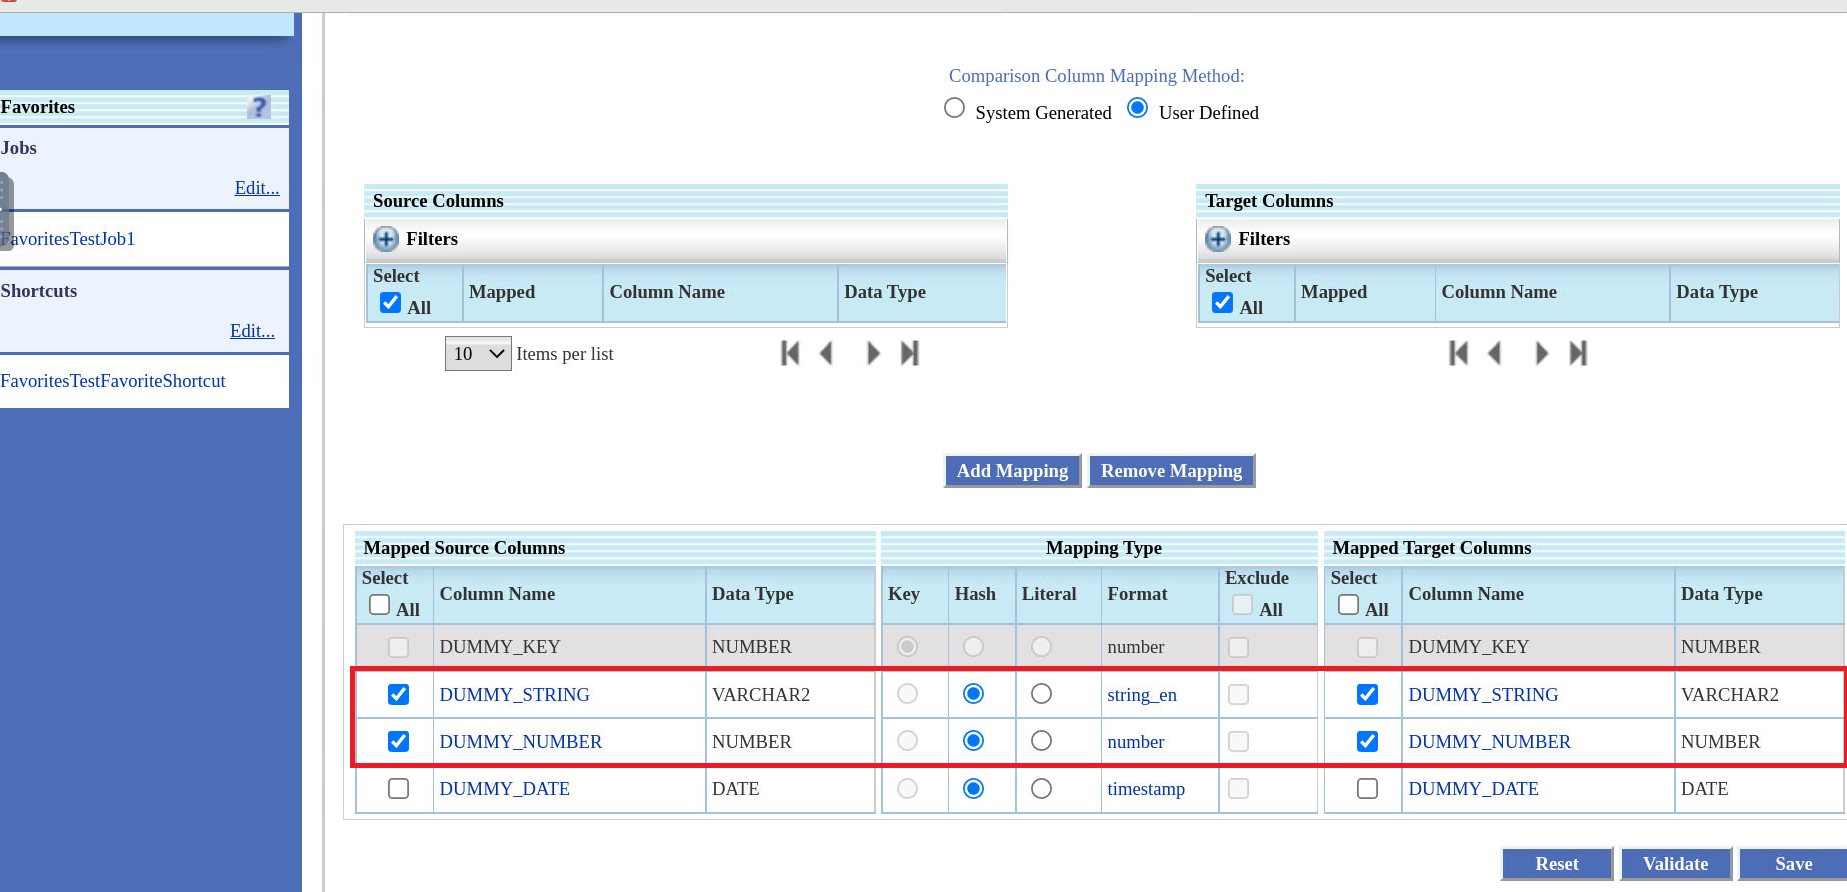 Comparison Column Mapping Method:
System Generated User Defined
Favorites ?
Jobs
Edit...
FavoritesTestJob1
Shortcuts
Edit...
FavoritesTestFavoriteShortcut
Source Columns
Filters
Select All Mapped Column Name Data Type
10 Items per list
Target Columns
Filters
Select All Mapped Column Name Data Type
Add Mapping Remove Mapping
Mapped Source Columns Mapping Type Mapped Target Columns
Select All Column Name Data Type Key Hash Literal Format Exclude All Select All Column Name Data Type
DUMMY_KEY NUMBER number DUMMY_KEY NUMBER
DUMMY_STRING VARCHAR2 string_en DUMMY_STRING VARCHAR2
DUMMY_NUMBER NUMBER number DUMMY_NUMBER NUMBER
DUMMY_DATE DATE timestamp DUMMY_DATE DATE
Reset Validate Save